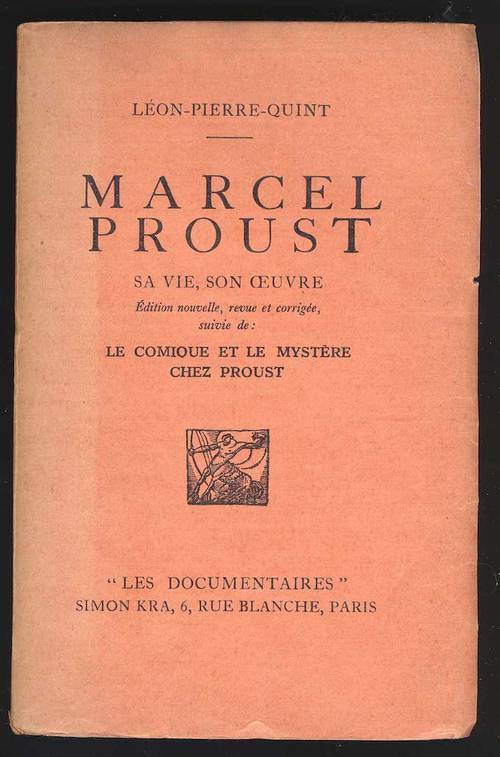 LÉON-PIERRE-QUINT
MARCEL
PROUST
SA VIE, SON ŒUVRE
Édition nouvelle, revue et corrigée,
suivie de :
LE COMIQUE ET LE MYSTÈRE
CHEZ PROUST
“ LES DOCUMENTAIRES ”
SIMON KRA, 6, RUE BLANCHE, PARIS